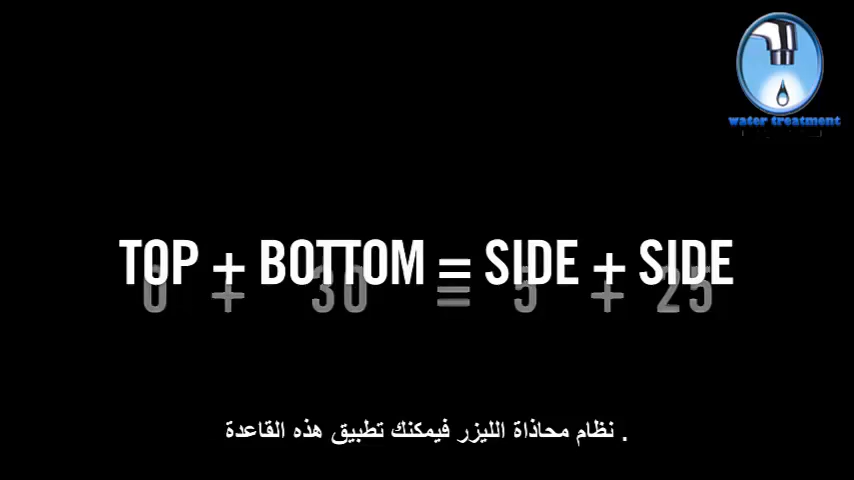 water treatment
TOP + BOTTOM = SIDE + SIDE
0 + 30 = 5 + 25
نظام محاذاة الليزر فيمكنك تطبيق هذه القاعدة .